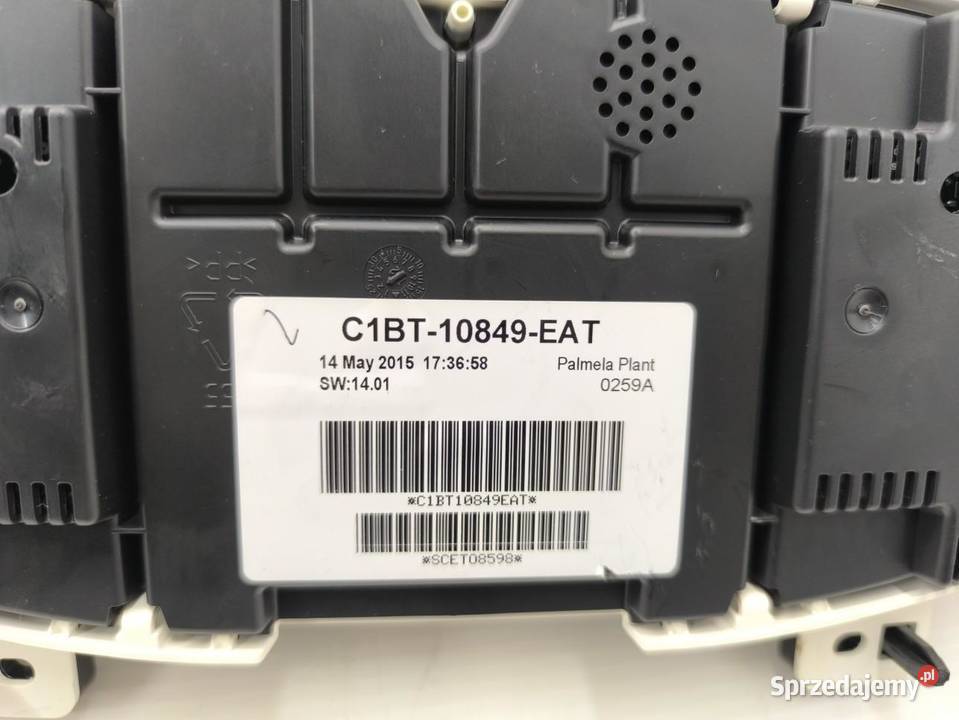 >PP<
C1BT-10849-EAT
14 May 2015 17:36:58 Palmela Plant
SW:14.01 0259A
*C1BT10849EAT*
*SCET08598*
Sprzedajemy.pl